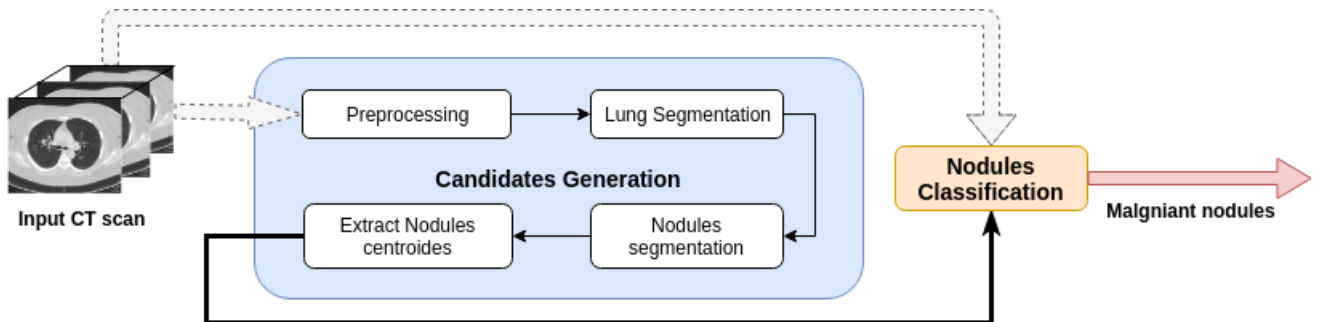 Input CT scan
Preprocessing
Lung Segmentation
Candidates Generation
Extract Nodules
centroides
Nodules
segmentation
Nodules
Classification
Malgniant nodules